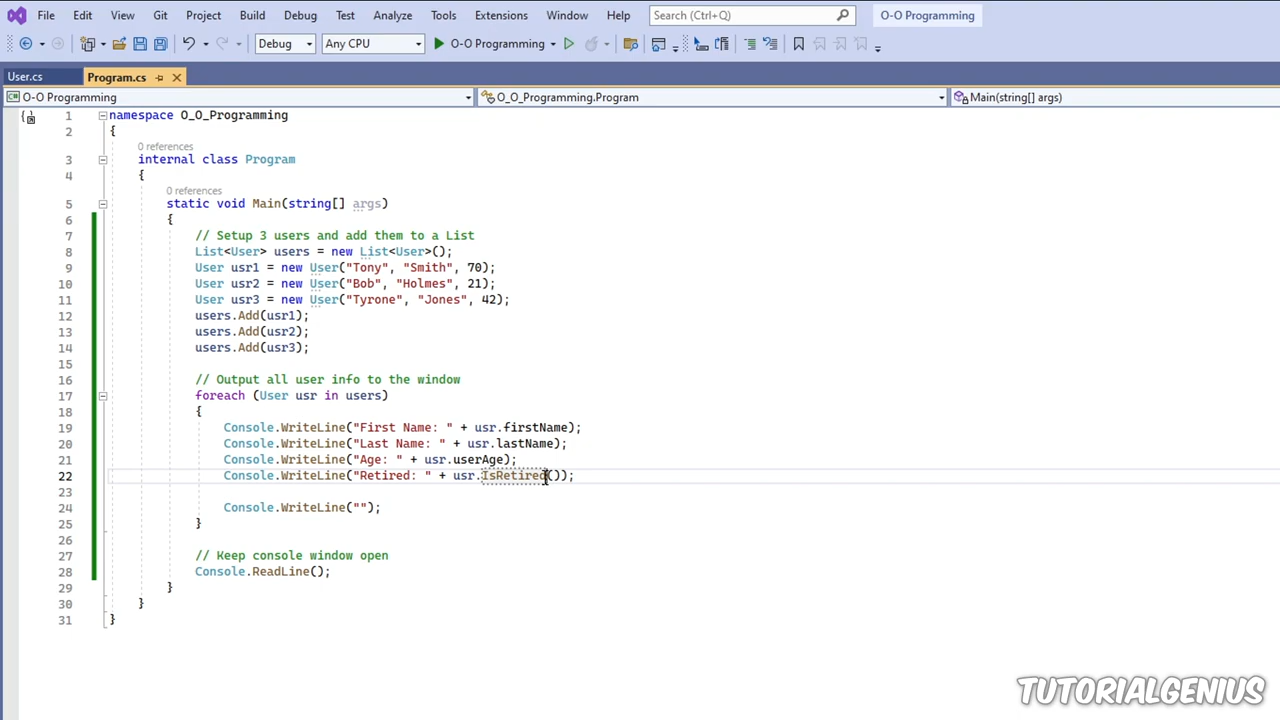 File Edit View Git Project Build Debug Test Analyze Tools Extensions Window Help Search (Ctrl+Q) O-O Programming
Debug Any CPU O-O Programming
User.cs Program.cs
O-O Programming O_O_Programming.Program Main(string[] args)
1 namespace O_O_Programming
2 {
0 references
3 internal class Program
4 {
0 references
5 static void Main(string[] args)
6 {
7 // Setup 3 users and add them to a List
8 List<User> users = new List<User>();
9 User usr1 = new User("Tony", "Smith", 70);
10 User usr2 = new User("Bob", "Holmes", 21);
11 User usr3 = new User("Tyrone", "Jones", 42);
12 users.Add(usr1);
13 users.Add(usr2);
14 users.Add(usr3);
15
16 // Output all user info to the window
17 foreach (User usr in users)
18 {
19 Console.WriteLine("First Name: " + usr.firstName);
20 Console.WriteLine("Last Name: " + usr.lastName);
21 Console.WriteLine("Age: " + usr.userAge);
22 Console.WriteLine("Retired: " + usr.IsRetired());
23
24 Console.WriteLine("");
25 }
26
27 // Keep console window open
28 Console.ReadLine();
29 }
30 }
31 }
TUTORIALGENIUS